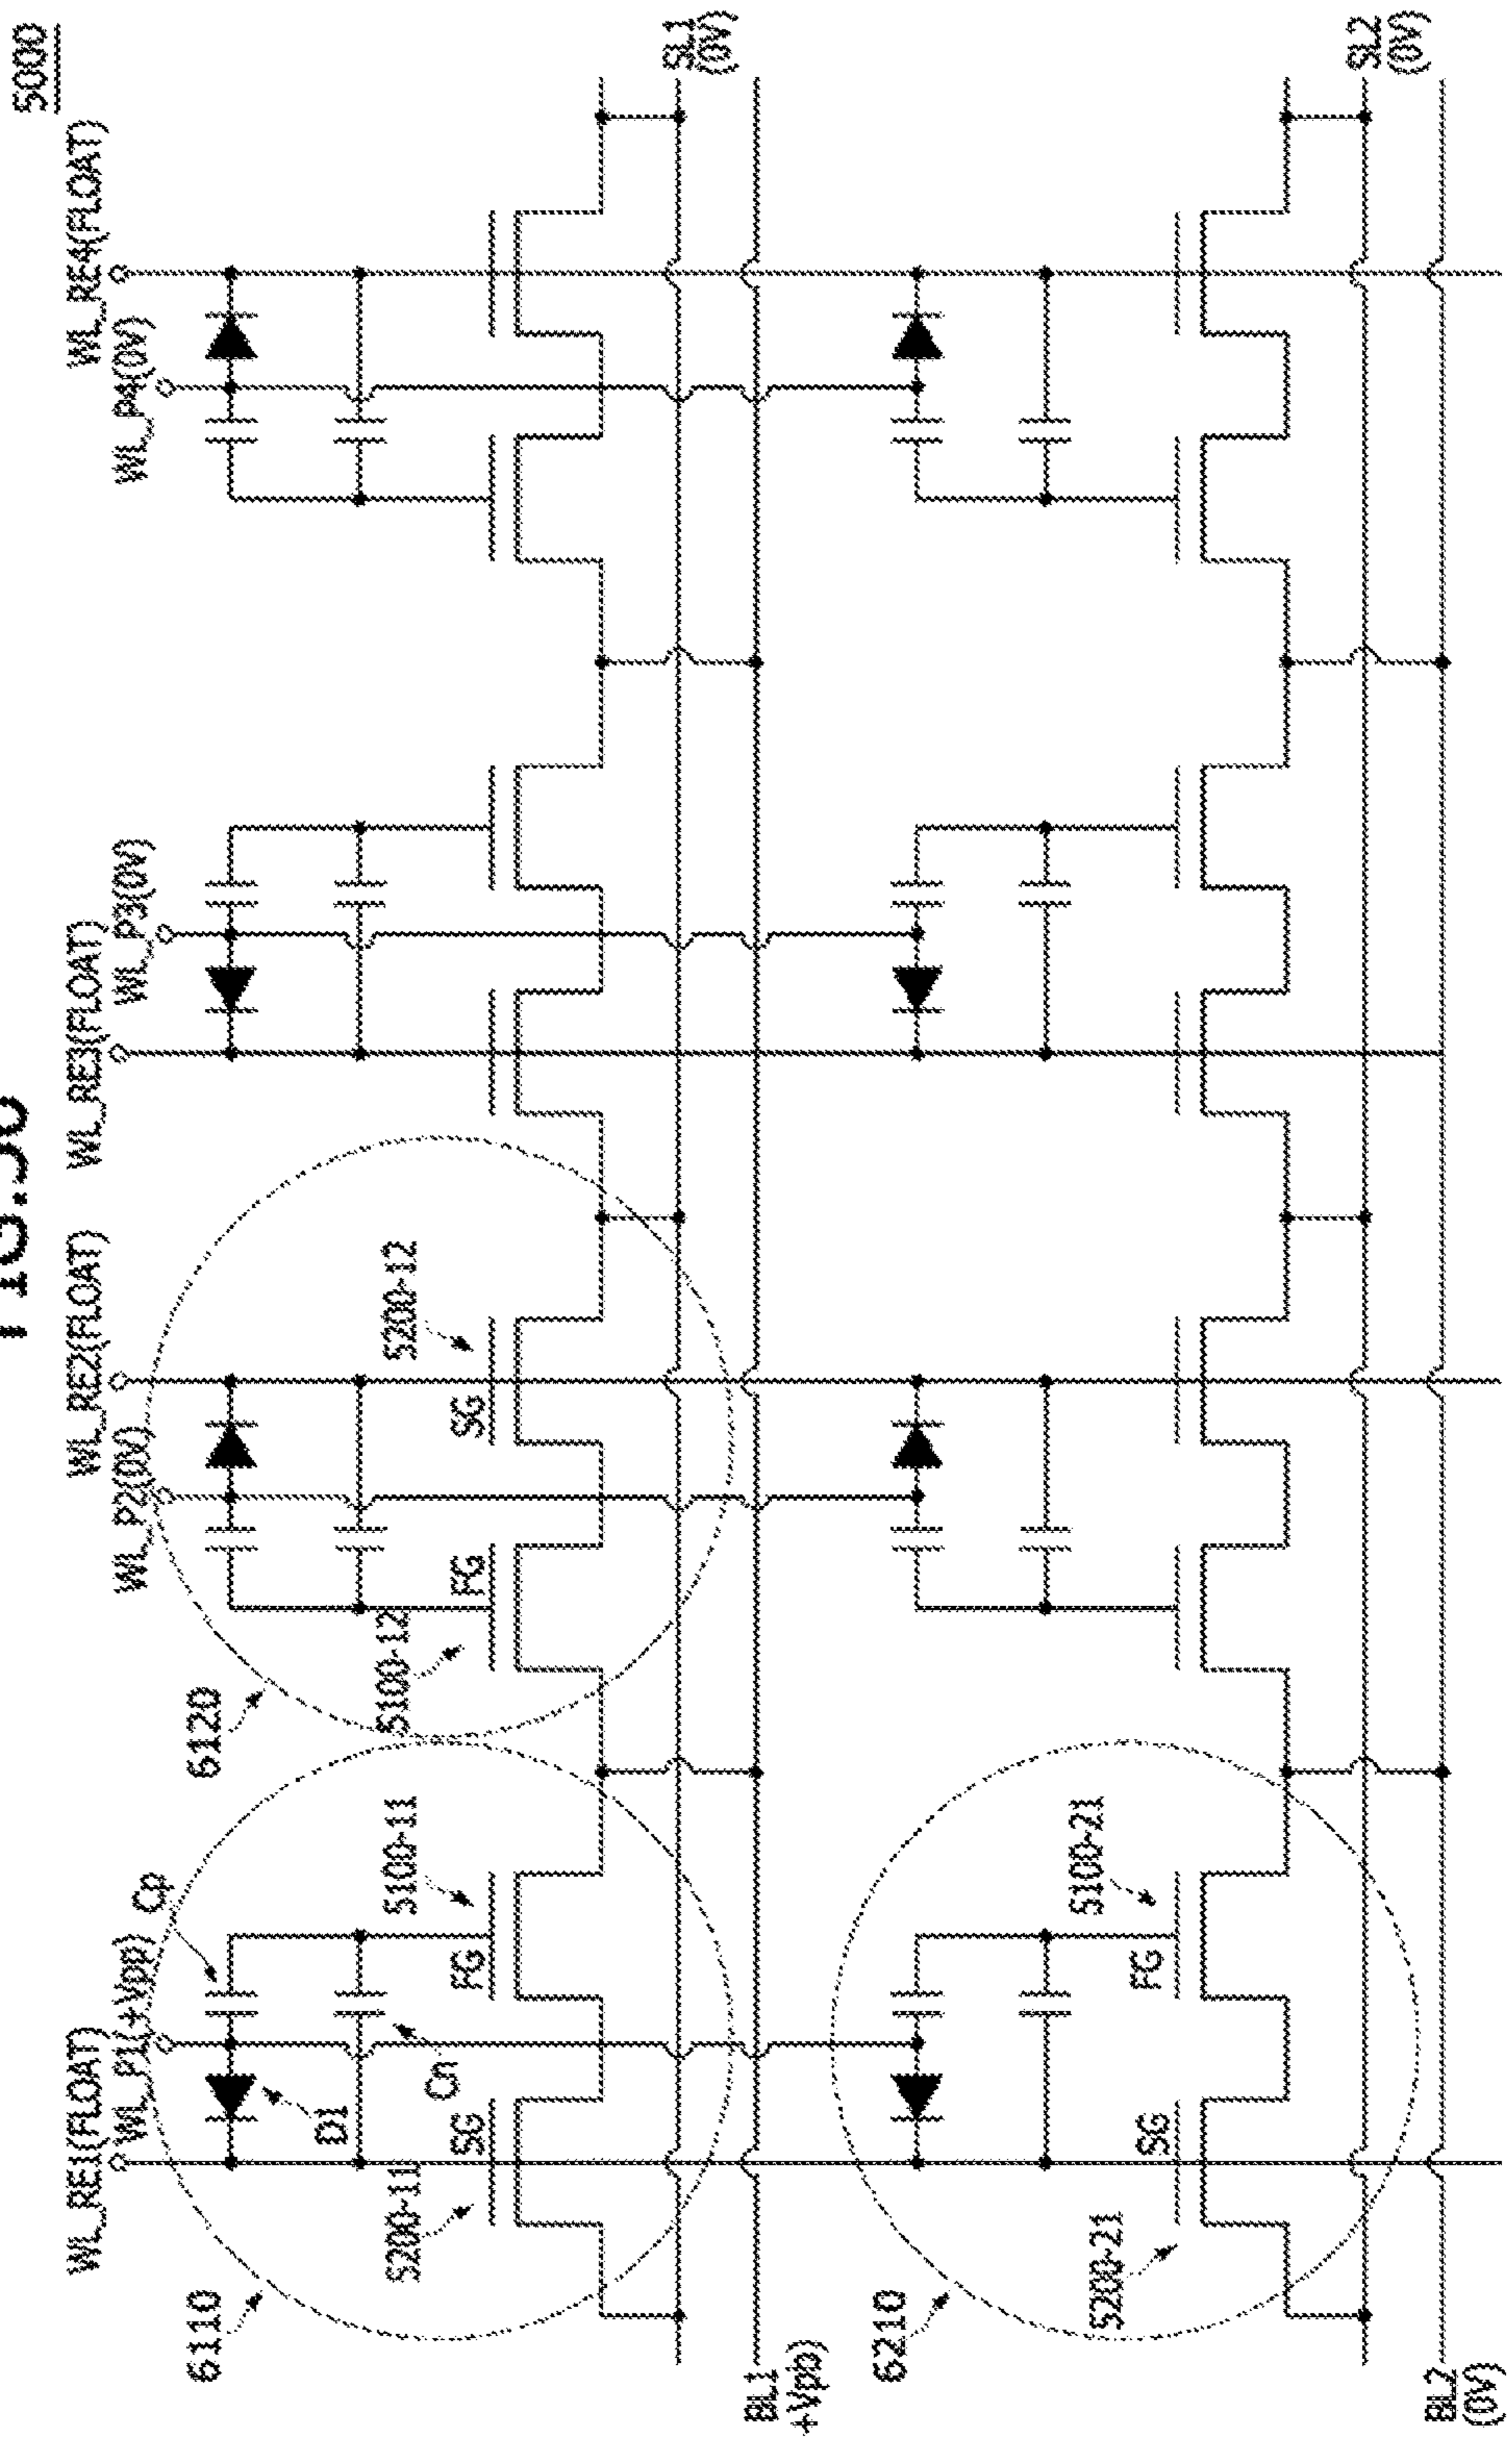 5000
WL_RE1(FLOAT)
WL_P1(+Vpp)
WL_P2(0V)
WL_RE2(FLOAT)
WL_RE3(FLOAT)
WL_P3(0V)
WL_P4(0V)
WL_RE4(FLOAT)
6110
Cp
D1
Ci
5200-11
SG
FG
5100-11
6120
5100-12
FG
SG
5200-12
SL1
(0V)
BL1
+Vpb)
6210
5200-21
SG
FG
5100-21
SL2
(0V)
BL2
(0V)